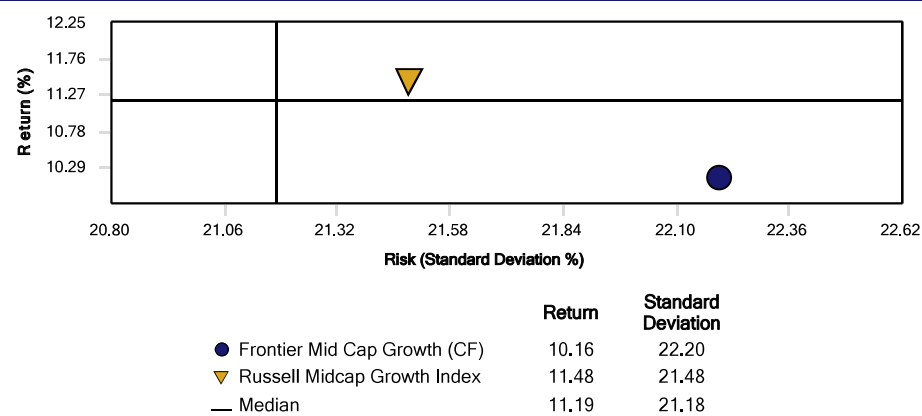 12.25
11.76
11.27
10.78
10.29
Return (%)
20.80 21.06 21.32 21.58 21.84 22.10 22.36 22.62
Risk (Standard Deviation %)
Return Standard Deviation
Frontier Mid Cap Growth (CF) 10.16 22.20
Russell Midcap Growth Index 11.48 21.48
Median 11.19 21.18